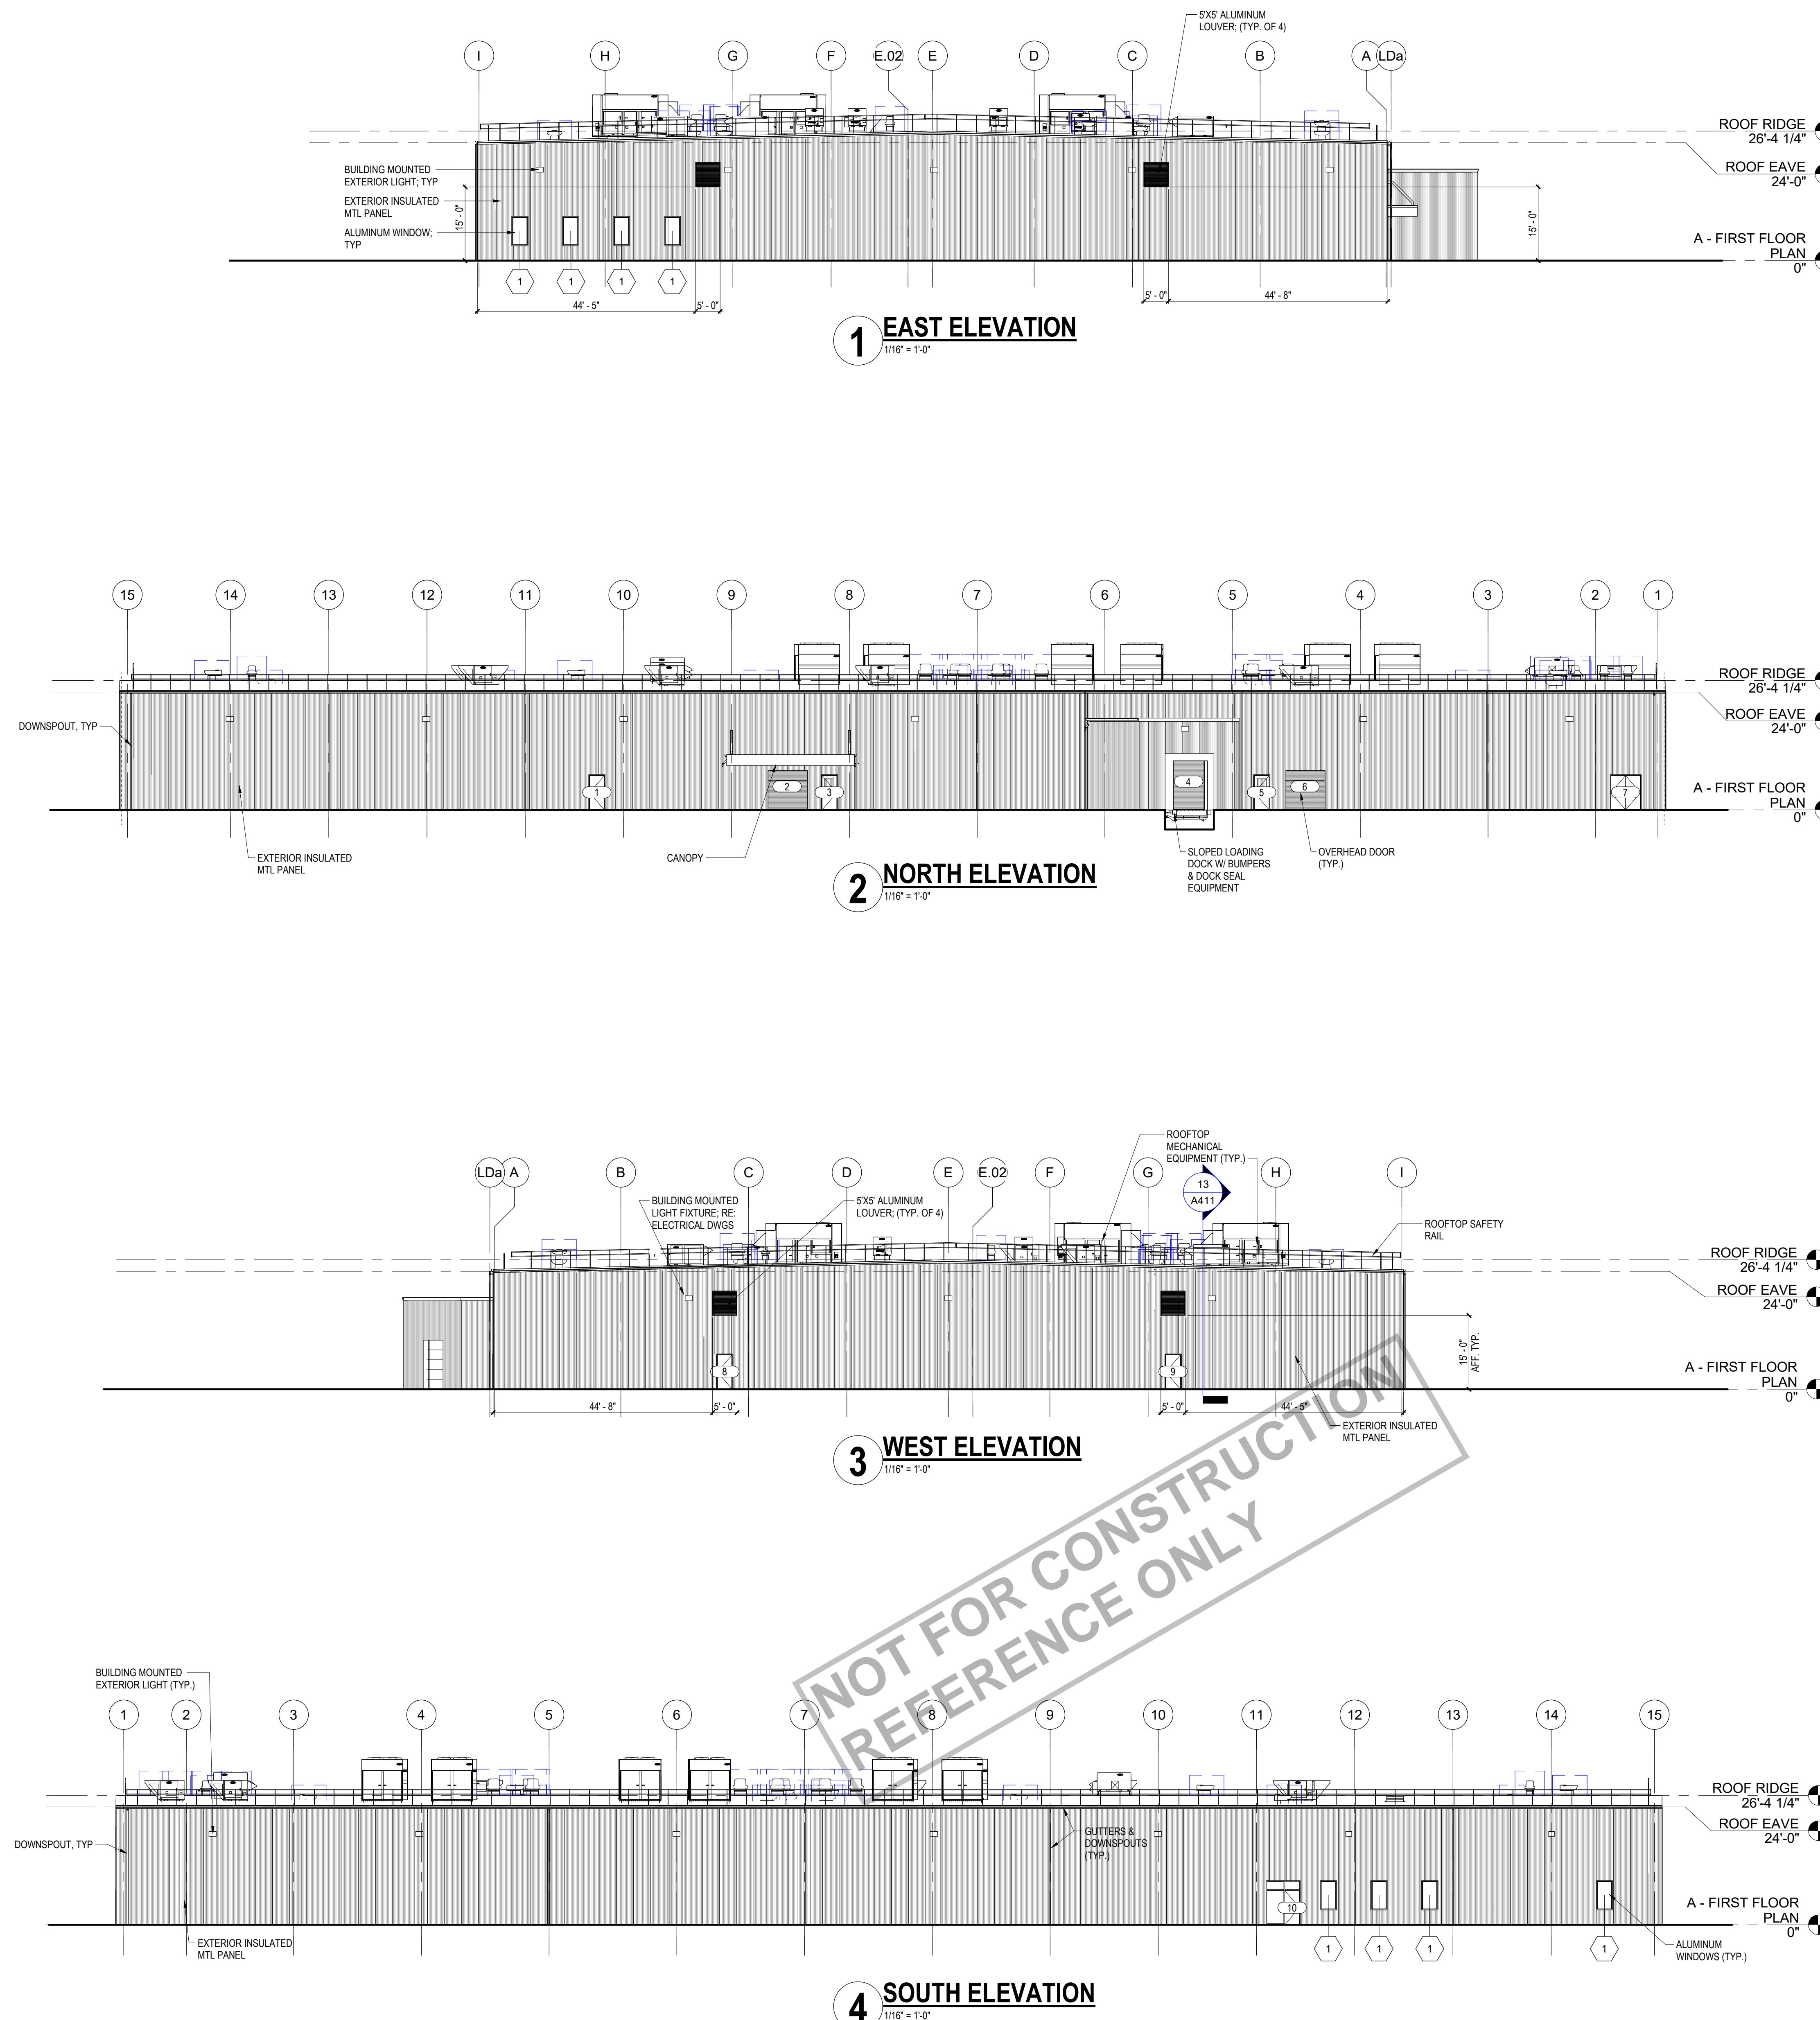 5'X5' ALUMINUM
LOUVER; (TYP. OF 4)
I
H
G
F
E.02
E
D
C
B
A
LDa
ROOF RIDGE
26'-4 1/4"
ROOF EAVE
24'-0"
BUILDING MOUNTED
EXTERIOR LIGHT; TYP
EXTERIOR INSULATED
MTL PANEL
ALUMINUM WINDOW;
TYP
15' - 0"
15' - 0"
A - FIRST FLOOR
PLAN
0"
1
1
1
1
44' - 5"
5' - 0"
5' - 0"
44' - 8"
1
EAST ELEVATION
1/16" = 1'-0"
15
14
13
12
11
10
9
8
7
6
5
4
3
2
1
ROOF RIDGE
26'-4 1/4"
ROOF EAVE
24'-0"
DOWNSPOUT, TYP
1
2
3
4
5
6
7
A - FIRST FLOOR
PLAN
0"
EXTERIOR INSULATED
MTL PANEL
CANOPY
SLOPED LOADING
DOCK W/ BUMPERS
& DOCK SEAL
EQUIPMENT
OVERHEAD DOOR
(TYP.)
2
NORTH ELEVATION
1/16" = 1'-0"
ROOFTOP
MECHANICAL
EQUIPMENT (TYP.)
LDa
A
B
C
D
E
E.02
F
G
H
I
13
A411
BUILDING MOUNTED
LIGHT FIXTURE; RE:
ELECTRICAL DWGS
5'X5' ALUMINUM
LOUVER; (TYP. OF 4)
ROOFTOP SAFETY
RAIL
ROOF RIDGE
26'-4 1/4"
ROOF EAVE
24'-0"
15' - 0"
AFF. TYP.
8
9
A - FIRST FLOOR
PLAN
0"
44' - 8"
5' - 0"
5' - 0"
44' - 5"
EXTERIOR INSULATED
MTL PANEL
3
WEST ELEVATION
1/16" = 1'-0"
NOT FOR CONSTRUCTION
REFERENCE ONLY
BUILDING MOUNTED
EXTERIOR LIGHT (TYP.)
1
2
3
4
5
6
7
8
9
10
11
12
13
14
15
ROOF RIDGE
26'-4 1/4"
ROOF EAVE
24'-0"
DOWNSPOUT, TYP
GUTTERS &
DOWNSPOUTS
(TYP.)
10
A - FIRST FLOOR
PLAN
0"
EXTERIOR INSULATED
MTL PANEL
1
1
1
1
ALUMINUM
WINDOWS (TYP.)
4
SOUTH ELEVATION
1/16" = 1'-0"